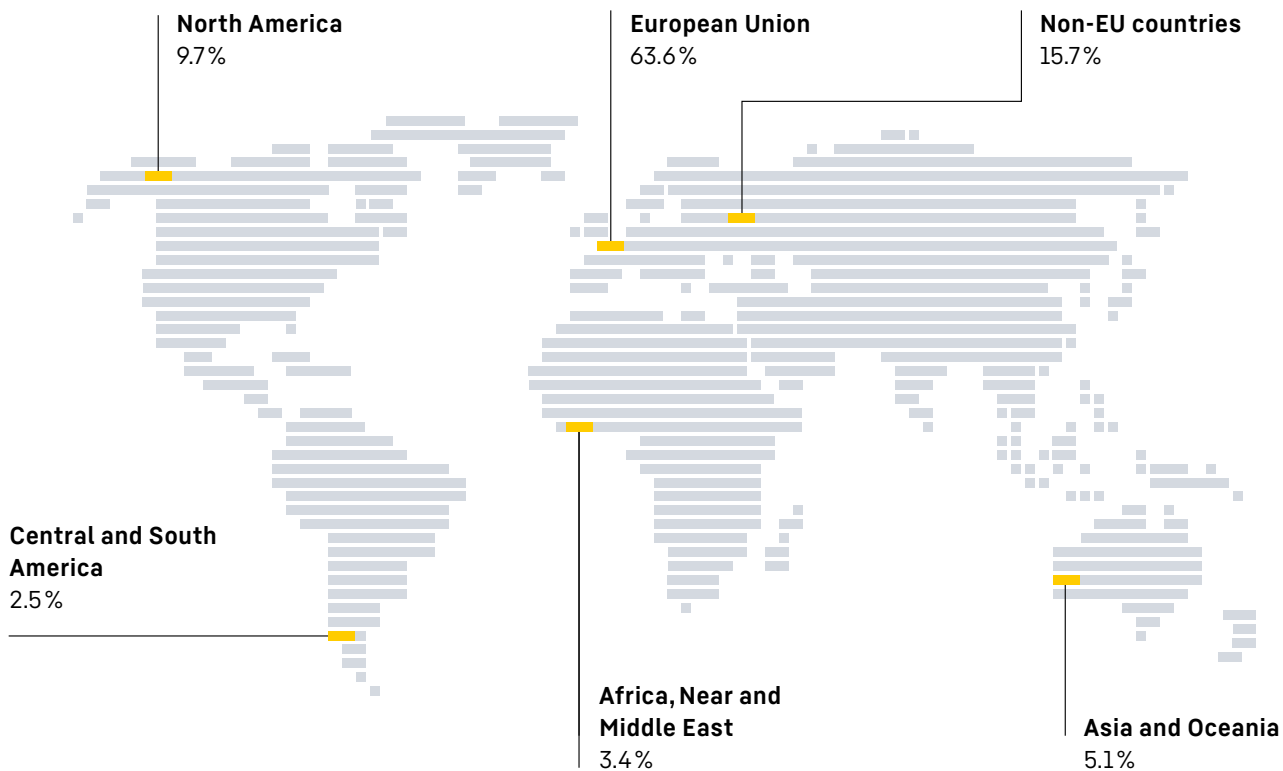 North America
9.7 %
European Union
63.6 %
Non-EU countries
15.7 %
Central and South
America
2.5 %
Africa, Near and
Middle East
3.4 %
Asia and Oceania
5.1 %